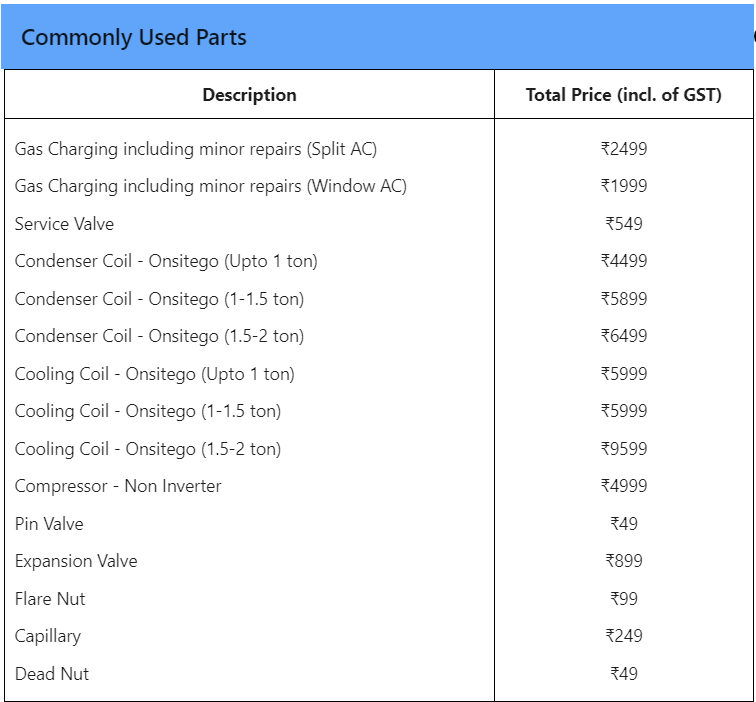 Commonly Used Parts
Description Total Price (incl. of GST)
Gas Charging including minor repairs (Split AC) ₹2499
Gas Charging including minor repairs (Window AC) ₹1999
Service Valve ₹549
Condenser Coil - Onsitego (Upto 1 ton) ₹4499
Condenser Coil - Onsitego (1-1.5 ton) ₹5899
Condenser Coil - Onsitego (1.5-2 ton) ₹6499
Cooling Coil - Onsitego (Upto 1 ton) ₹5999
Cooling Coil - Onsitego (1-1.5 ton) ₹5999
Cooling Coil - Onsitego (1.5-2 ton) ₹9599
Compressor - Non Inverter ₹4999
Pin Valve ₹49
Expansion Valve ₹899
Flare Nut ₹99
Capillary ₹249
Dead Nut ₹49